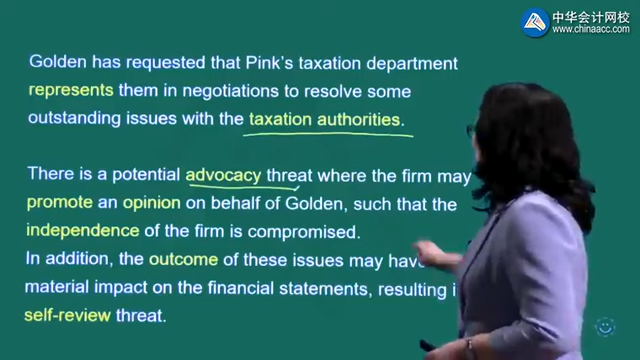 中华会计网校
www.chinaacc.com
Golden has requested that Pink's taxation department
represents them in negotiations to resolve some
outstanding issues with the taxation authorities.
There is a potential advocacy threat where the firm may
promote an opinion on behalf of Golden, such that the
independence of the firm is compromised.
In addition, the outcome of these issues may have
material impact on the financial statements, resulting i
self-review threat.